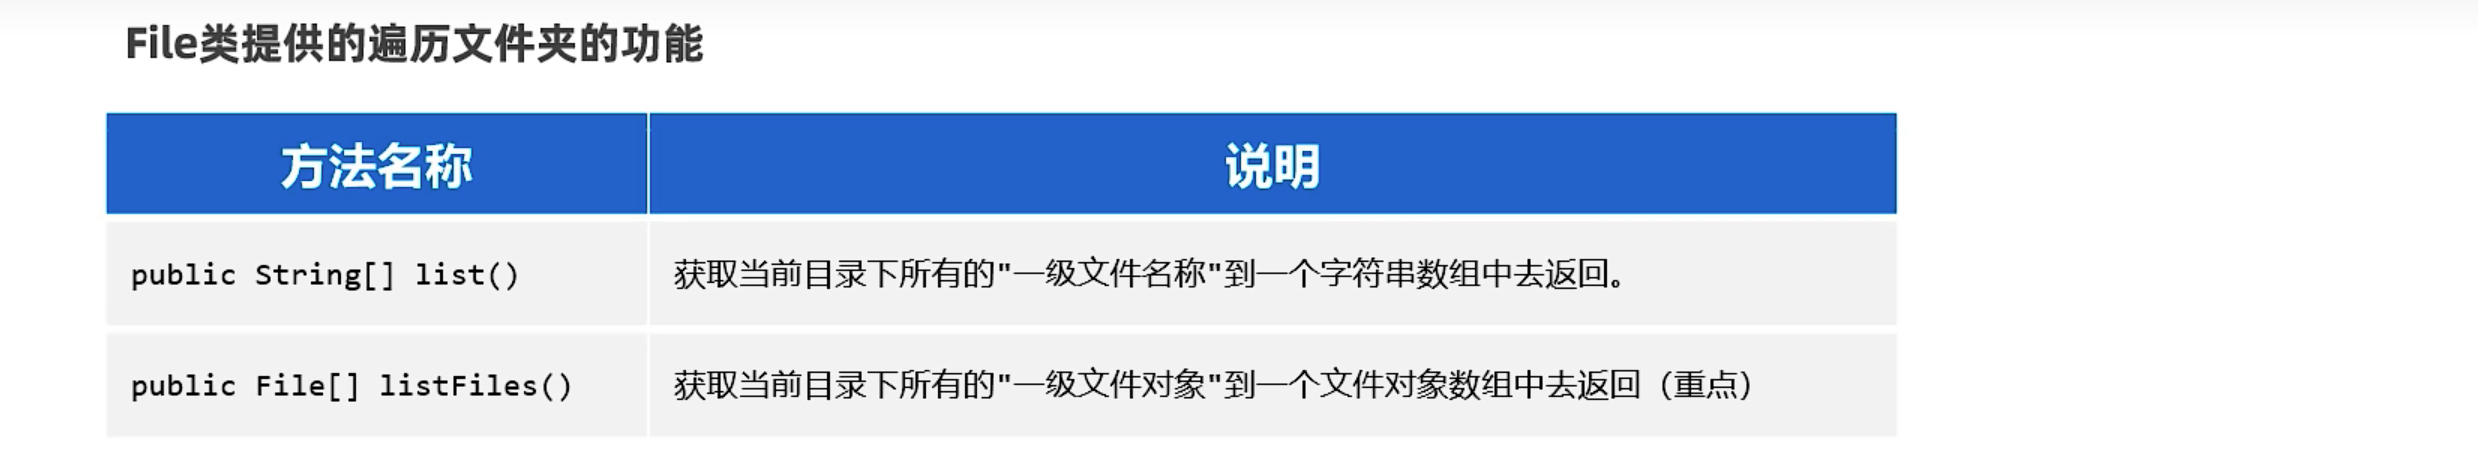 File类提供的遍历文件夹的功能
方法名称 说明
public String[] list() 获取当前目录下所有的"一级文件名称"到一个字符串数组中去返回。
public File[] listFiles() 获取当前目录下所有的"一级文件对象"到一个文件对象数组中去返回（重点）